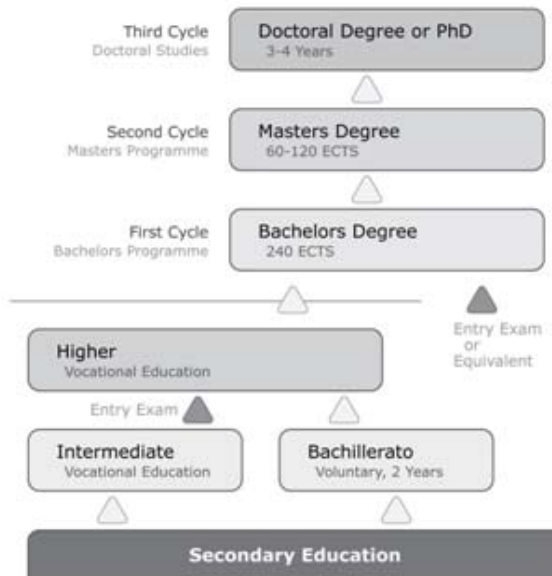 Third Cycle
Doctoral Studies
Doctoral Degree or PhD
3-4 Years
Second Cycle
Masters Programme
Masters Degree
60-120 ECTS
First Cycle
Bachelors Programme
Bachelors Degree
240 ECTS
Entry Exam
or
Equivalent
Higher
Vocational Education
Entry Exam
Intermediate
Vocational Education
Bachillerato
Voluntary, 2 Years
Secondary Education